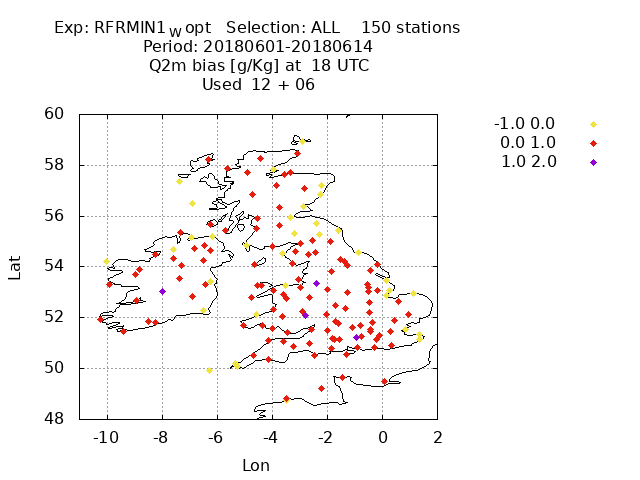 Exp: RFRMIN1 W opt Selection: ALL 150 stations
Period: 20180601-20180614
Q2m bias [g/Kg] at 18 UTC
Used 12 + 06
-1.0 0.0
0.0 1.0
1.0 2.0
60
58
56
54
52
50
48
Lat
-10 -8 -6 -4 -2 0 2
Lon